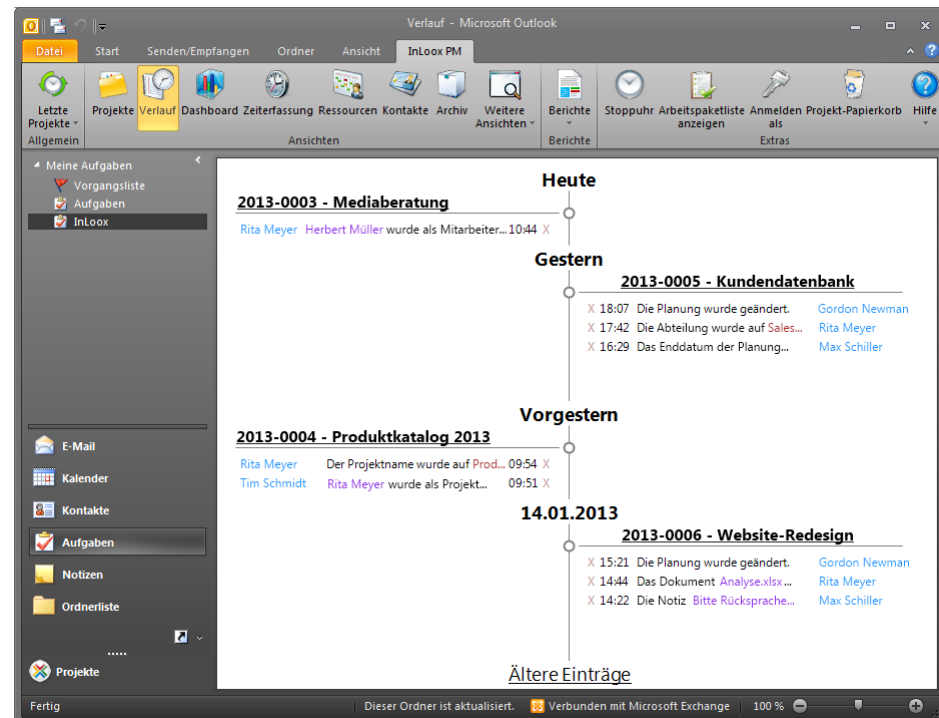 Verlauf - Microsoft Outlook
Datei Start Senden/Empfangen Ordner Ansicht InLoox PM
Letzte Projekte
Projekte Verlauf Dashboard Zeiterfassung Ressourcen Kontakte Archiv Weitere Ansichten
Berichte
Stoppuhr Arbeitspaketliste anzeigen Anmelden als Projekt-Papierkorb Hilfe
Allgemein Ansichten Berichte Extras
Meine Aufgaben
Vorgangsliste
Aufgaben
InLoox
E-Mail
Kalender
Kontakte
Aufgaben
Notizen
Ordnerliste
Projekte
Heute
2013-0003 - Mediaberatung
Rita Meyer Herbert Müller wurde als Mitarbeiter... 10:44 X
Gestern
2013-0005 - Kundendatenbank
X 18:07 Die Planung wurde geändert. Gordon Newman
X 17:42 Die Abteilung wurde auf Sales... Rita Meyer
X 16:29 Das Enddatum der Planung... Max Schiller
Vorgestern
2013-0004 - Produktkatalog 2013
Rita Meyer Der Projektname wurde auf Prod... 09:54 X
Tim Schmidt Rita Meyer wurde als Projekt... 09:51 X
14.01.2013
2013-0006 - Website-Redesign
X 15:21 Die Planung wurde geändert. Gordon Newman
X 14:44 Das Dokument Analyse.xlsx... Rita Meyer
X 14:22 Die Notiz Bitte Rücksprache... Max Schiller
Ältere Einträge
Fertig Dieser Ordner ist aktualisiert. Verbunden mit Microsoft Exchange 100 %